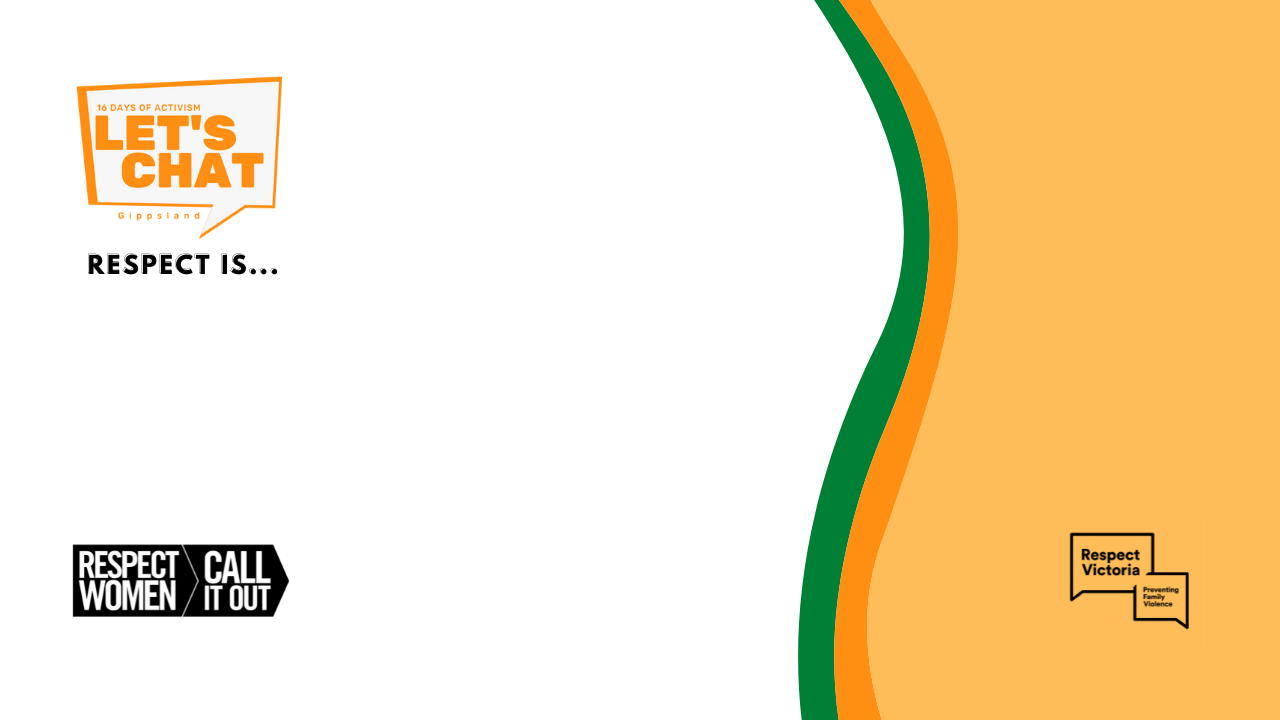 16 DAYS OF ACTIVISM
LET'S
CHAT
Gippsland
RESPECT IS...
RESPECT
WOMEN
CALL
IT OUT
Respect
Victoria
Preventing
Family
Violence